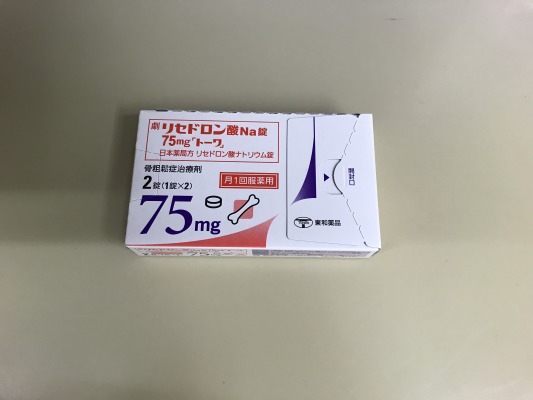 劇 リセドロン酸Na錠
75mg「トーワ」
日本薬局方 リセドロン酸ナトリウム錠
骨粗鬆症治療剤
2錠(1錠×2)
月1回服薬用
75mg
開封口
東和薬品
75mg